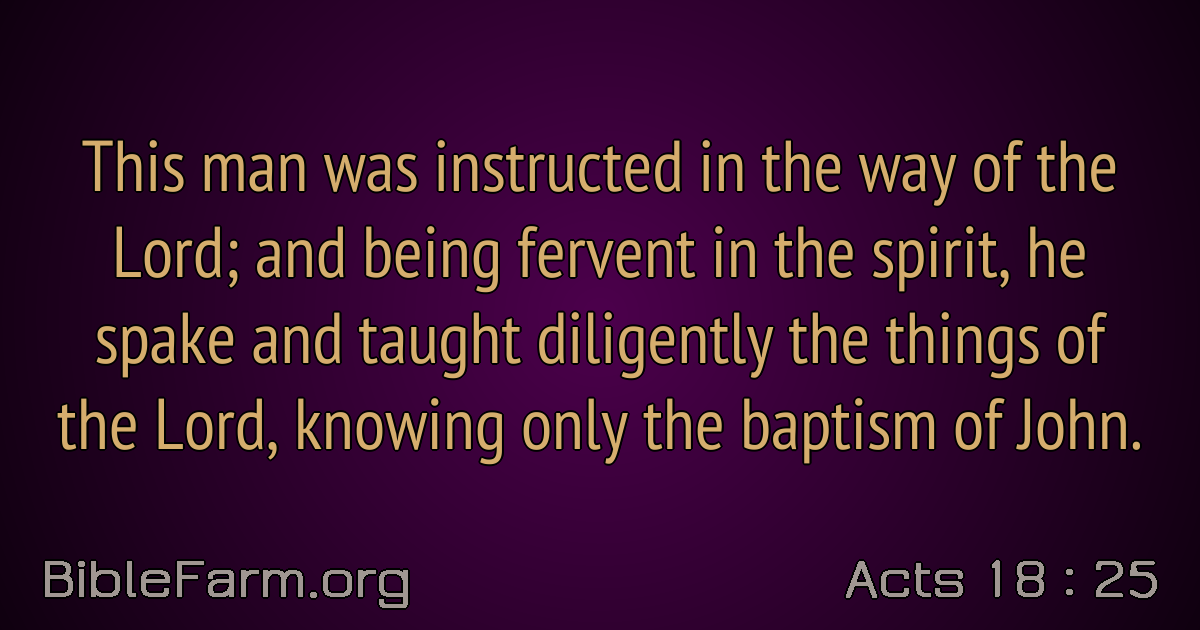 This man was instructed in the way of the
Lord; and being fervent in the spirit, he
spake and taught diligently the things of
the Lord, knowing only the baptism of John.
BibleFarm.org
Acts 18 : 25